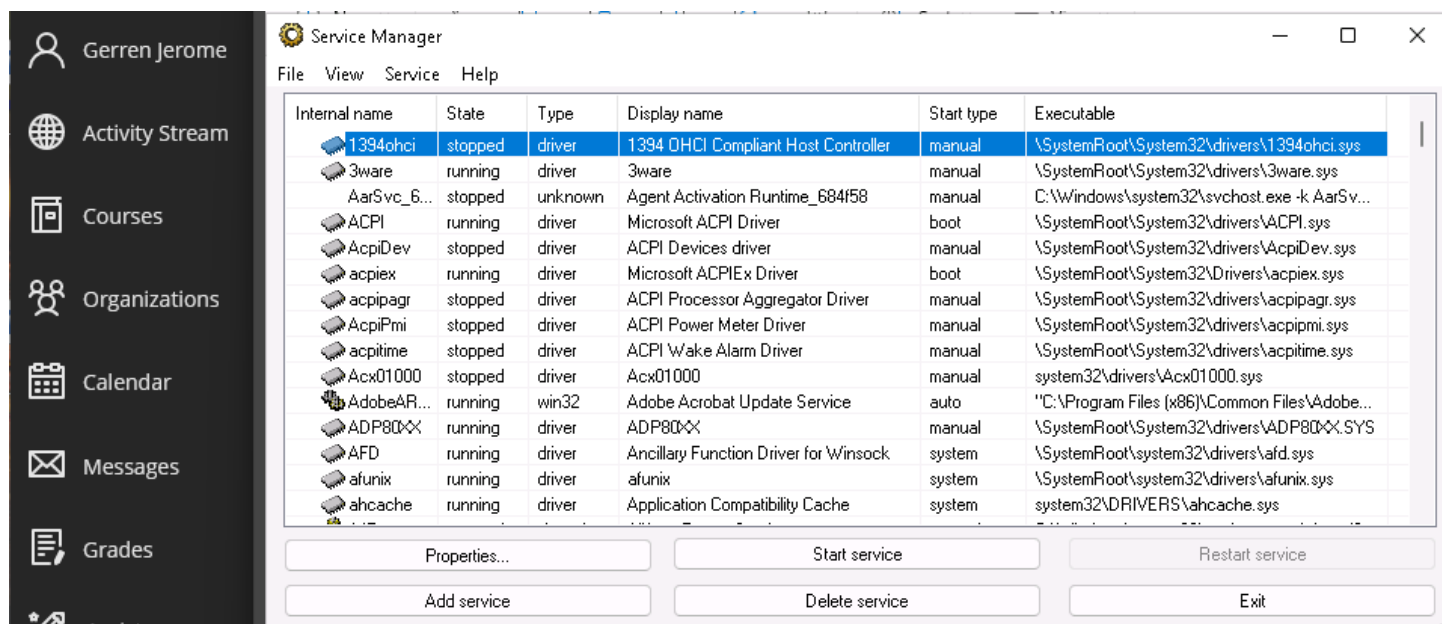 Gerren Jerome
Activity Stream
Courses
Organizations
Calendar
Messages
Grades
Service Manager
File View Service Help
Internal name State Type Display name Start type Executable
1394ohci stopped driver 1394 OHCI Compliant Host Controller manual \SystemRoot\System32\drivers\1394ohci.sys
3ware running driver 3ware manual \SystemRoot\System32\drivers\3ware.sys
AarSvc_6... stopped unknown Agent Activation Runtime_684f58 manual C:\Windows\system32\svchost.exe -k AarSv...
ACPI running driver Microsoft ACPI Driver boot \SystemRoot\System32\drivers\ACPI.sys
AcpiDev stopped driver ACPI Devices driver manual \SystemRoot\System32\drivers\AcpiDev.sys
acpiex running driver Microsoft ACPIEx Driver boot \SystemRoot\System32\Drivers\acpiex.sys
acpipagr stopped driver ACPI Processor Aggregator Driver manual \SystemRoot\System32\drivers\acpipagr.sys
AcpiPmi stopped driver ACPI Power Meter Driver manual \SystemRoot\System32\drivers\acpipmi.sys
acpitime stopped driver ACPI Wake Alarm Driver manual \SystemRoot\System32\drivers\acpitime.sys
Acx01000 stopped driver Acx01000 manual system32\drivers\Acx01000.sys
AdobeAR... running win32 Adobe Acrobat Update Service auto "C:\Program Files (x86)\Common Files\Adobe...
ADP80XX running driver ADP80XX manual \SystemRoot\System32\drivers\ADP80XX.SYS
AFD running driver Ancillary Function Driver for Winsock system \SystemRoot\system32\drivers\afd.sys
afunix running driver afunix system \SystemRoot\system32\drivers\afunix.sys
ahcache running driver Application Compatibility Cache system system32\DRIVERS\ahcache.sys
Properties... Start service Restart service
Add service Delete service Exit